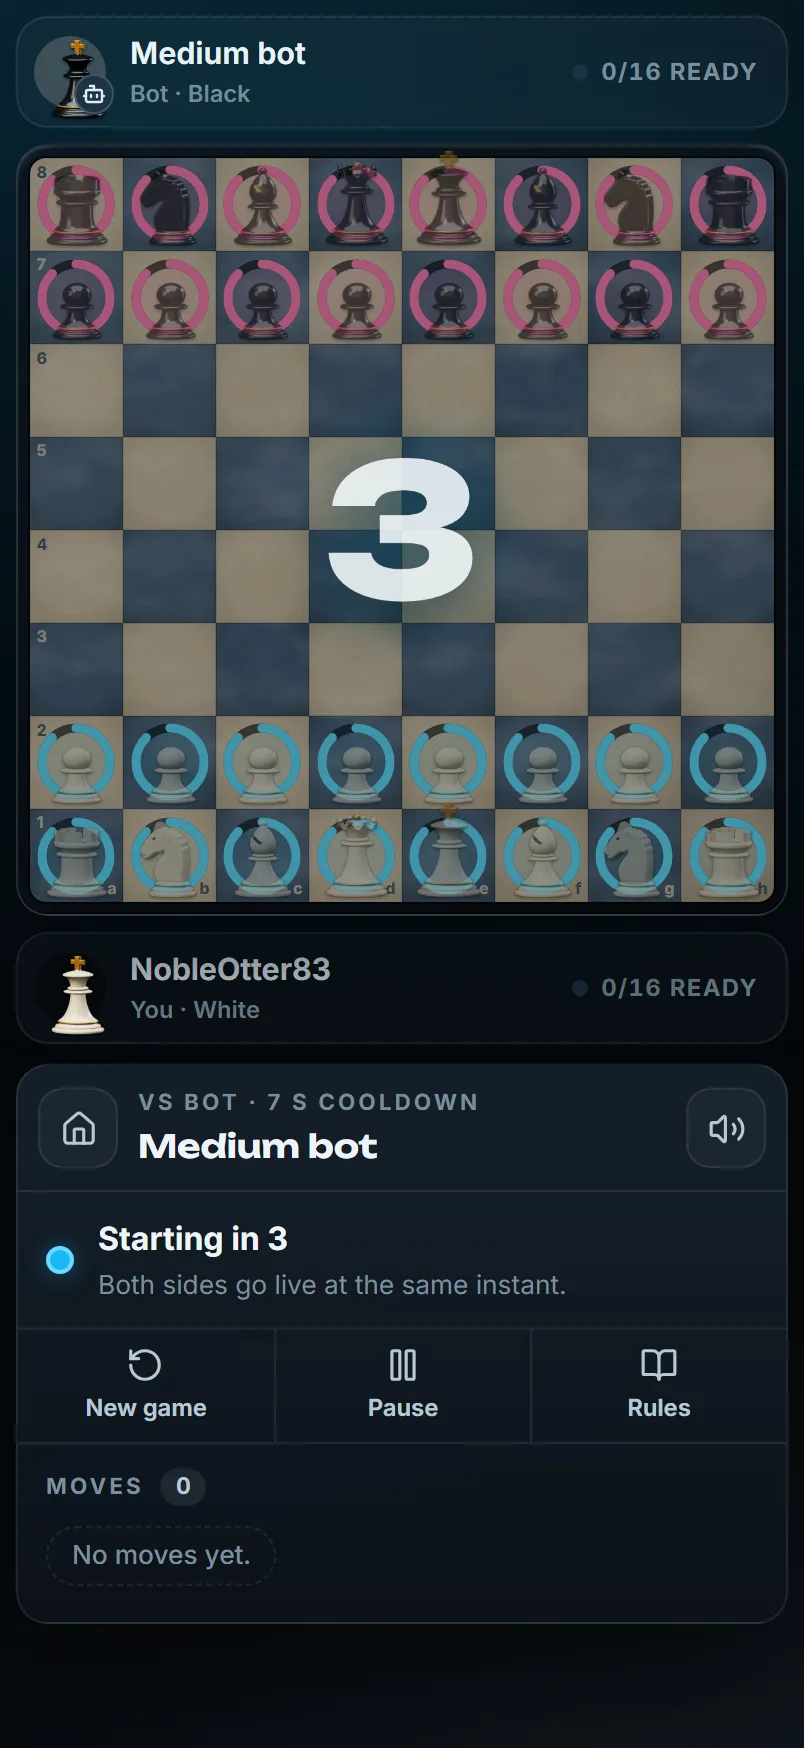 Medium bot
Bot · Black
0/16 READY
8
7
6
5
4
3
2
1
a b c d e f g h
3
NobleOtter83
You · White
0/16 READY
VS BOT · 7 S COOLDOWN
Medium bot
Starting in 3
Both sides go live at the same instant.
New game
Pause
Rules
MOVES 0
No moves yet.